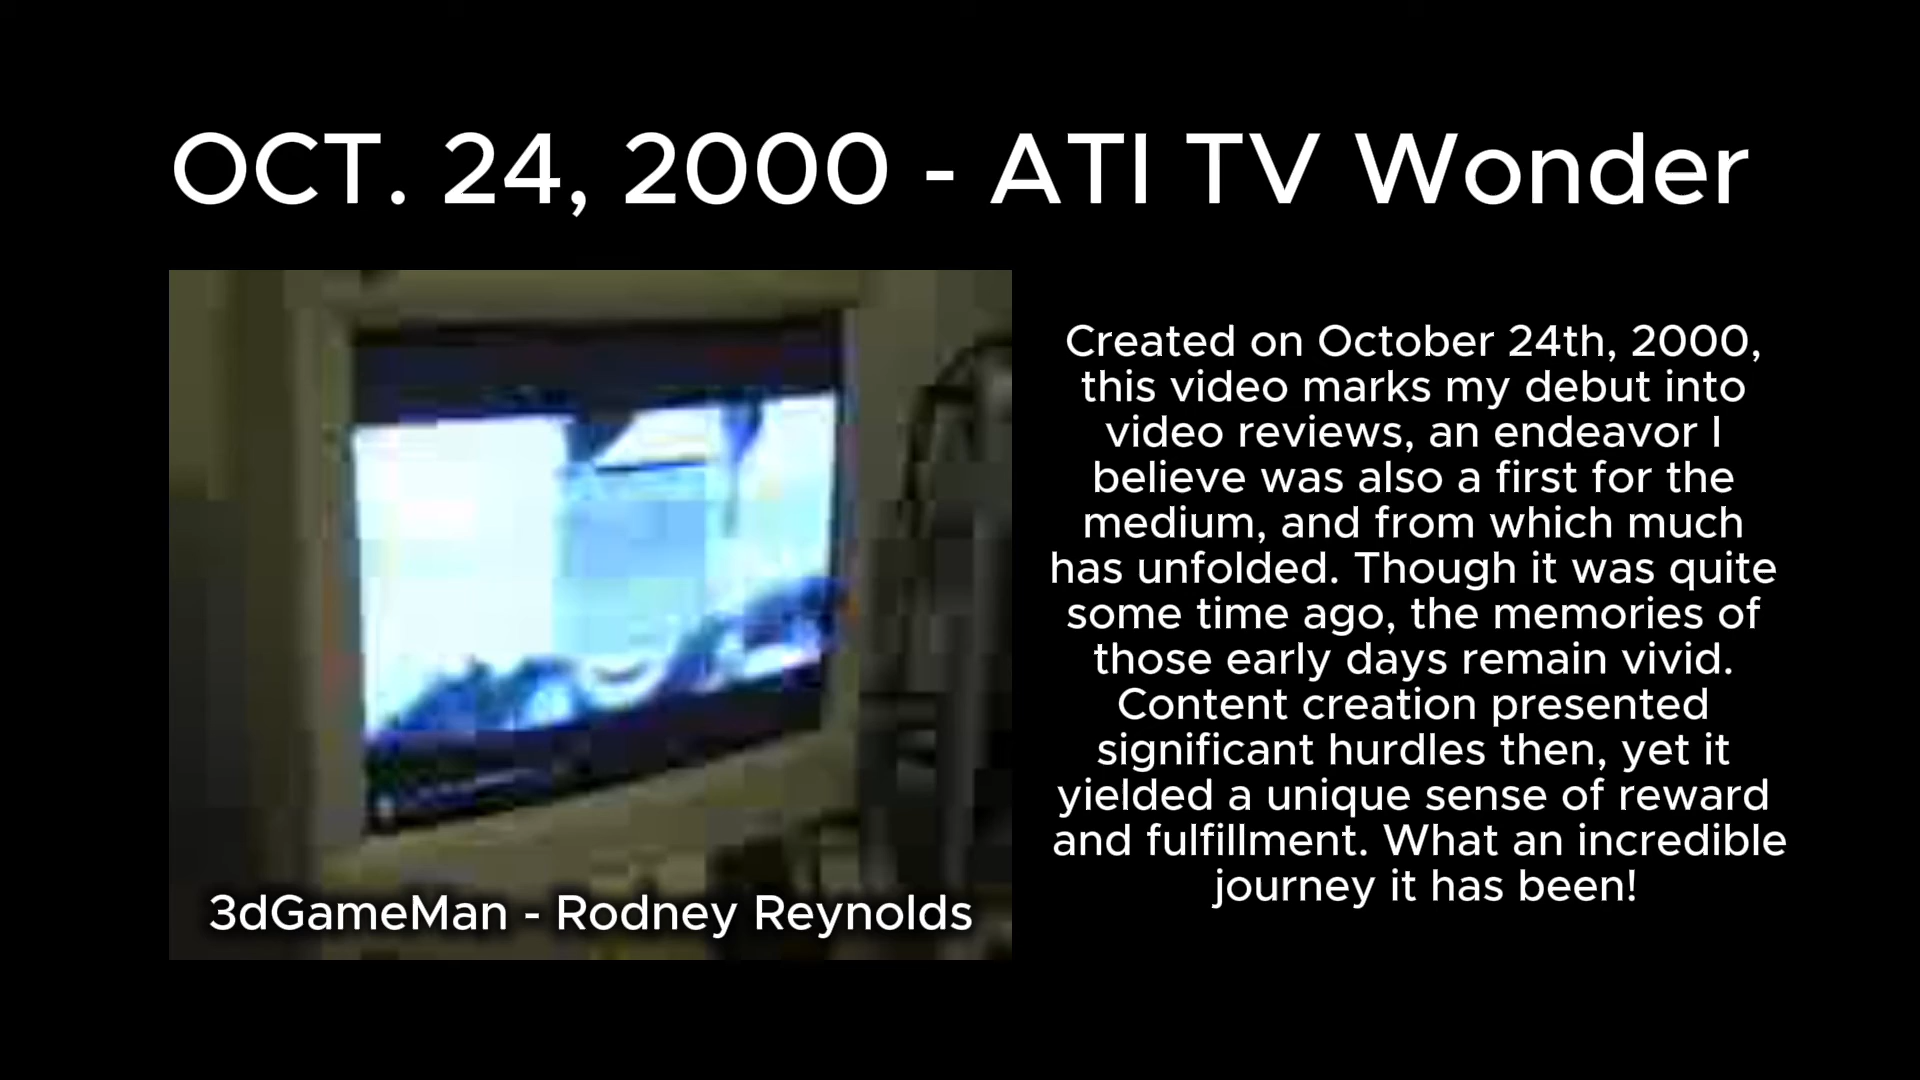 OCT. 24, 2000 - ATI TV Wonder
Created on October 24th, 2000,
this video marks my debut into
video reviews, an endeavor I
believe was also a first for the
medium, and from which much
has unfolded. Though it was quite
some time ago, the memories of
those early days remain vivid.
Content creation presented
significant hurdles then, yet it
yielded a unique sense of reward
and fulfillment. What an incredible
journey it has been!
3dGameMan - Rodney Reynolds